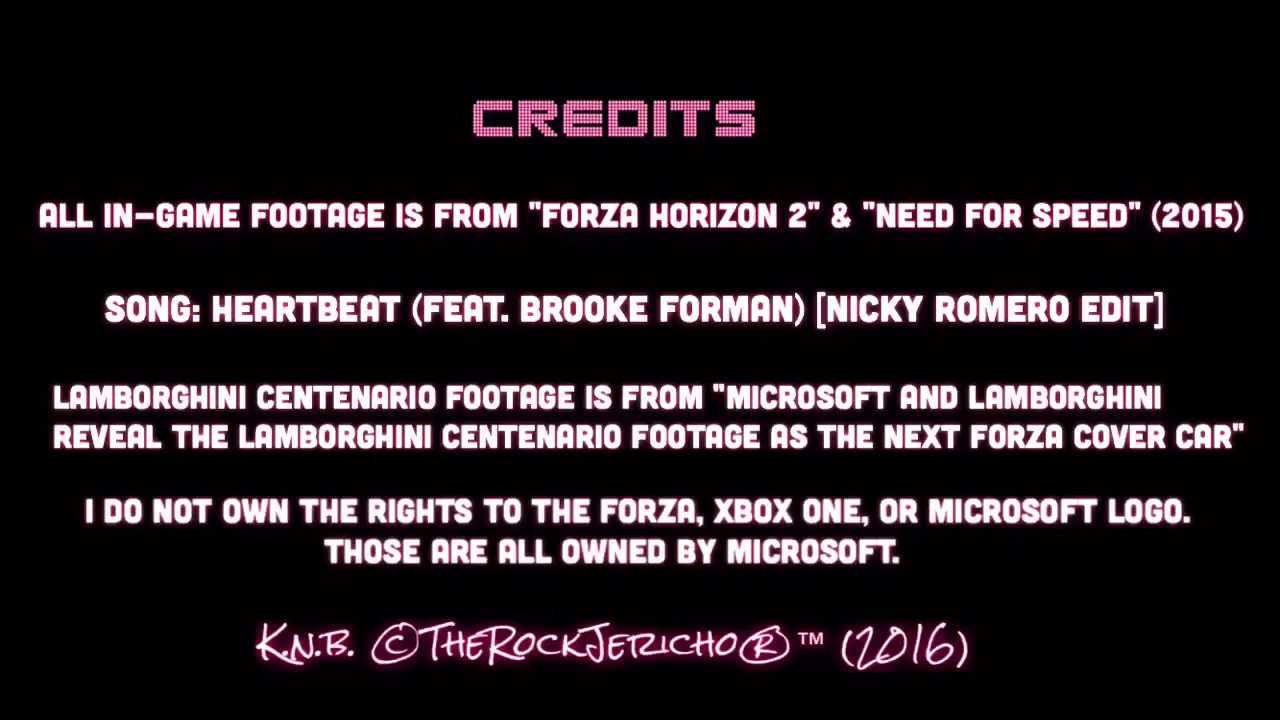 CREDITS
ALL IN-GAME FOOTAGE IS FROM "FORZA HORIZON 2" & "NEED FOR SPEED" (2015)
SONG: HEARTBEAT (FEAT. BROOKE FORMAN) [NICKY ROMERO EDIT]
LAMBORGHINI CENTENARIO FOOTAGE IS FROM "MICROSOFT AND LAMBORGHINI
REVEAL THE LAMBORGHINI CENTENARIO FOOTAGE AS THE NEXT FORZA COVER CAR"
I DO NOT OWN THE RIGHTS TO THE FORZA, XBOX ONE, OR MICROSOFT LOGO.
THOSE ARE ALL OWNED BY MICROSOFT.
K.N.B. ©THEROCKJERICHO®™ (2016)